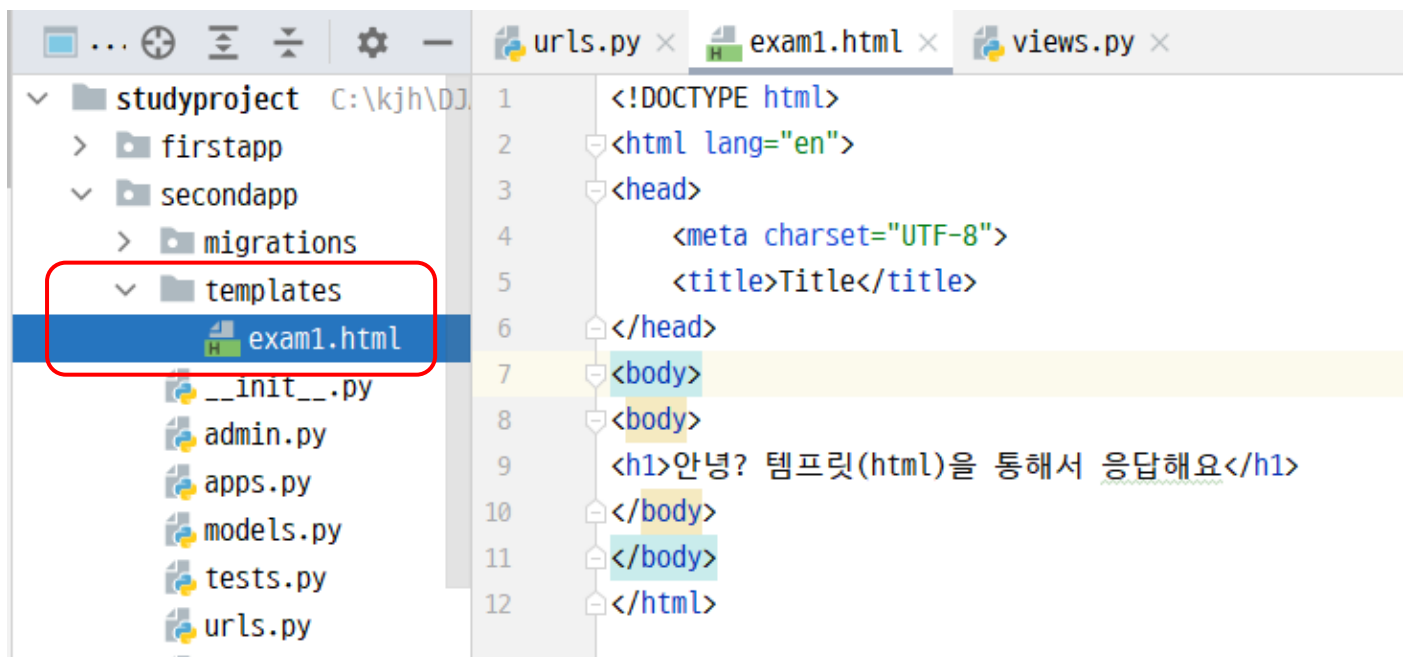 ...
urls.py
exam1.html
views.py
studyproject C:\kjh\DJ
firstapp
secondapp
migrations
templates
exam1.html
__init__.py
admin.py
apps.py
models.py
tests.py
urls.py
1 <!DOCTYPE html>
2 <html lang="en">
3 <head>
4 <meta charset="UTF-8">
5 <title>Title</title>
6 </head>
7 <body>
8 <body>
9 <h1>안녕? 템프릿(html)을 통해서 응답해요</h1>
10 </body>
11 </body>
12 </html>